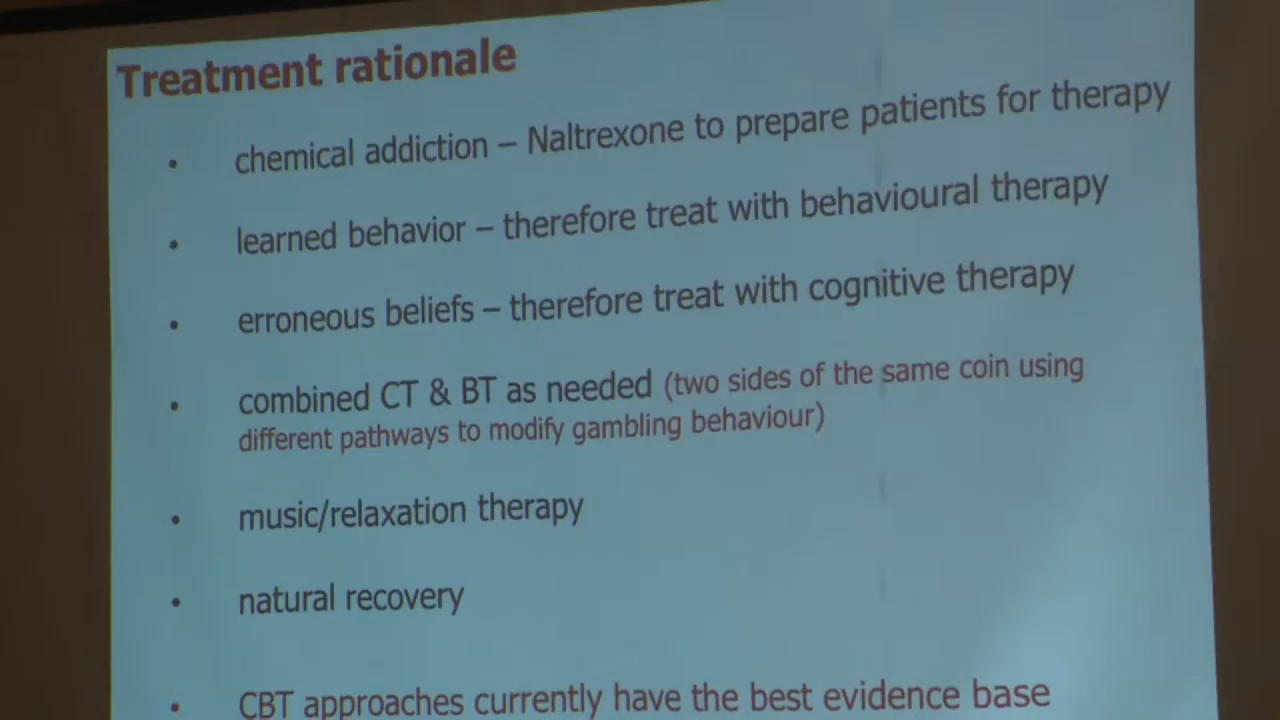 Treatment rationale
• chemical addiction – Naltrexone to prepare patients for therapy
• learned behavior – therefore treat with behavioural therapy
• erroneous beliefs – therefore treat with cognitive therapy
• combined CT & BT as needed (two sides of the same coin using
different pathways to modify gambling behaviour)
• music/relaxation therapy
• natural recovery
• CBT approaches currently have the best evidence base